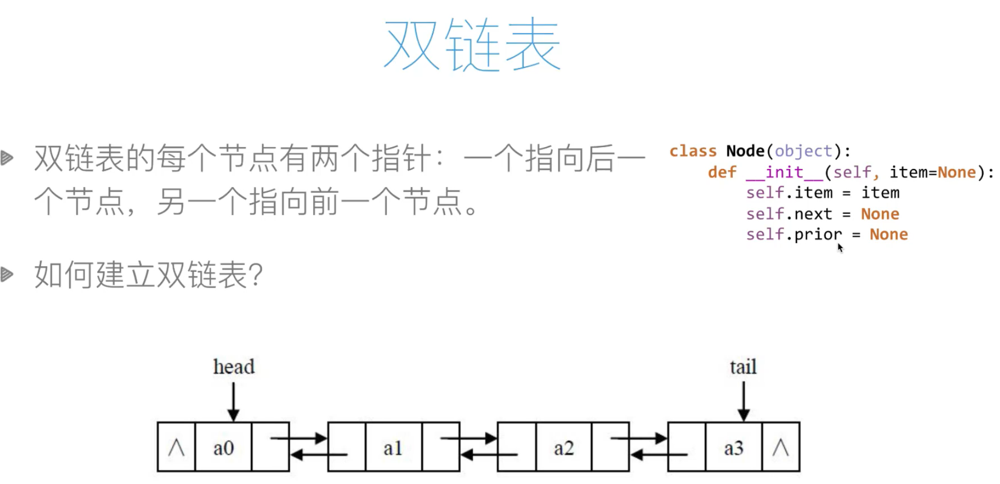 双链表
双链表的每个节点有两个指针：一个指向后一
个节点，另一个指向前一个节点。
如何建立双链表？
class Node(object):
    def __init__(self, item=None):
        self.item = item
        self.next = None
        self.prior = None
head tail
∧ a0 a1 a2 a3 ∧